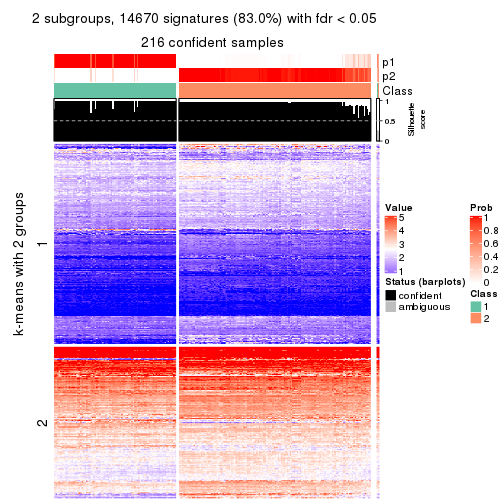 2 subgroups, 14670 signatures (83.0%) with fdr < 0.05
216 confident samples
p1
p2
Class
1
0.5
0
Silhouette
score
k-means with 2 groups
1
2
Value
5
4
3
2
1
Status (barplots)
confident
ambiguous
Prob
1
0.8
0.6
0.4
0.2
0
Class
1
2